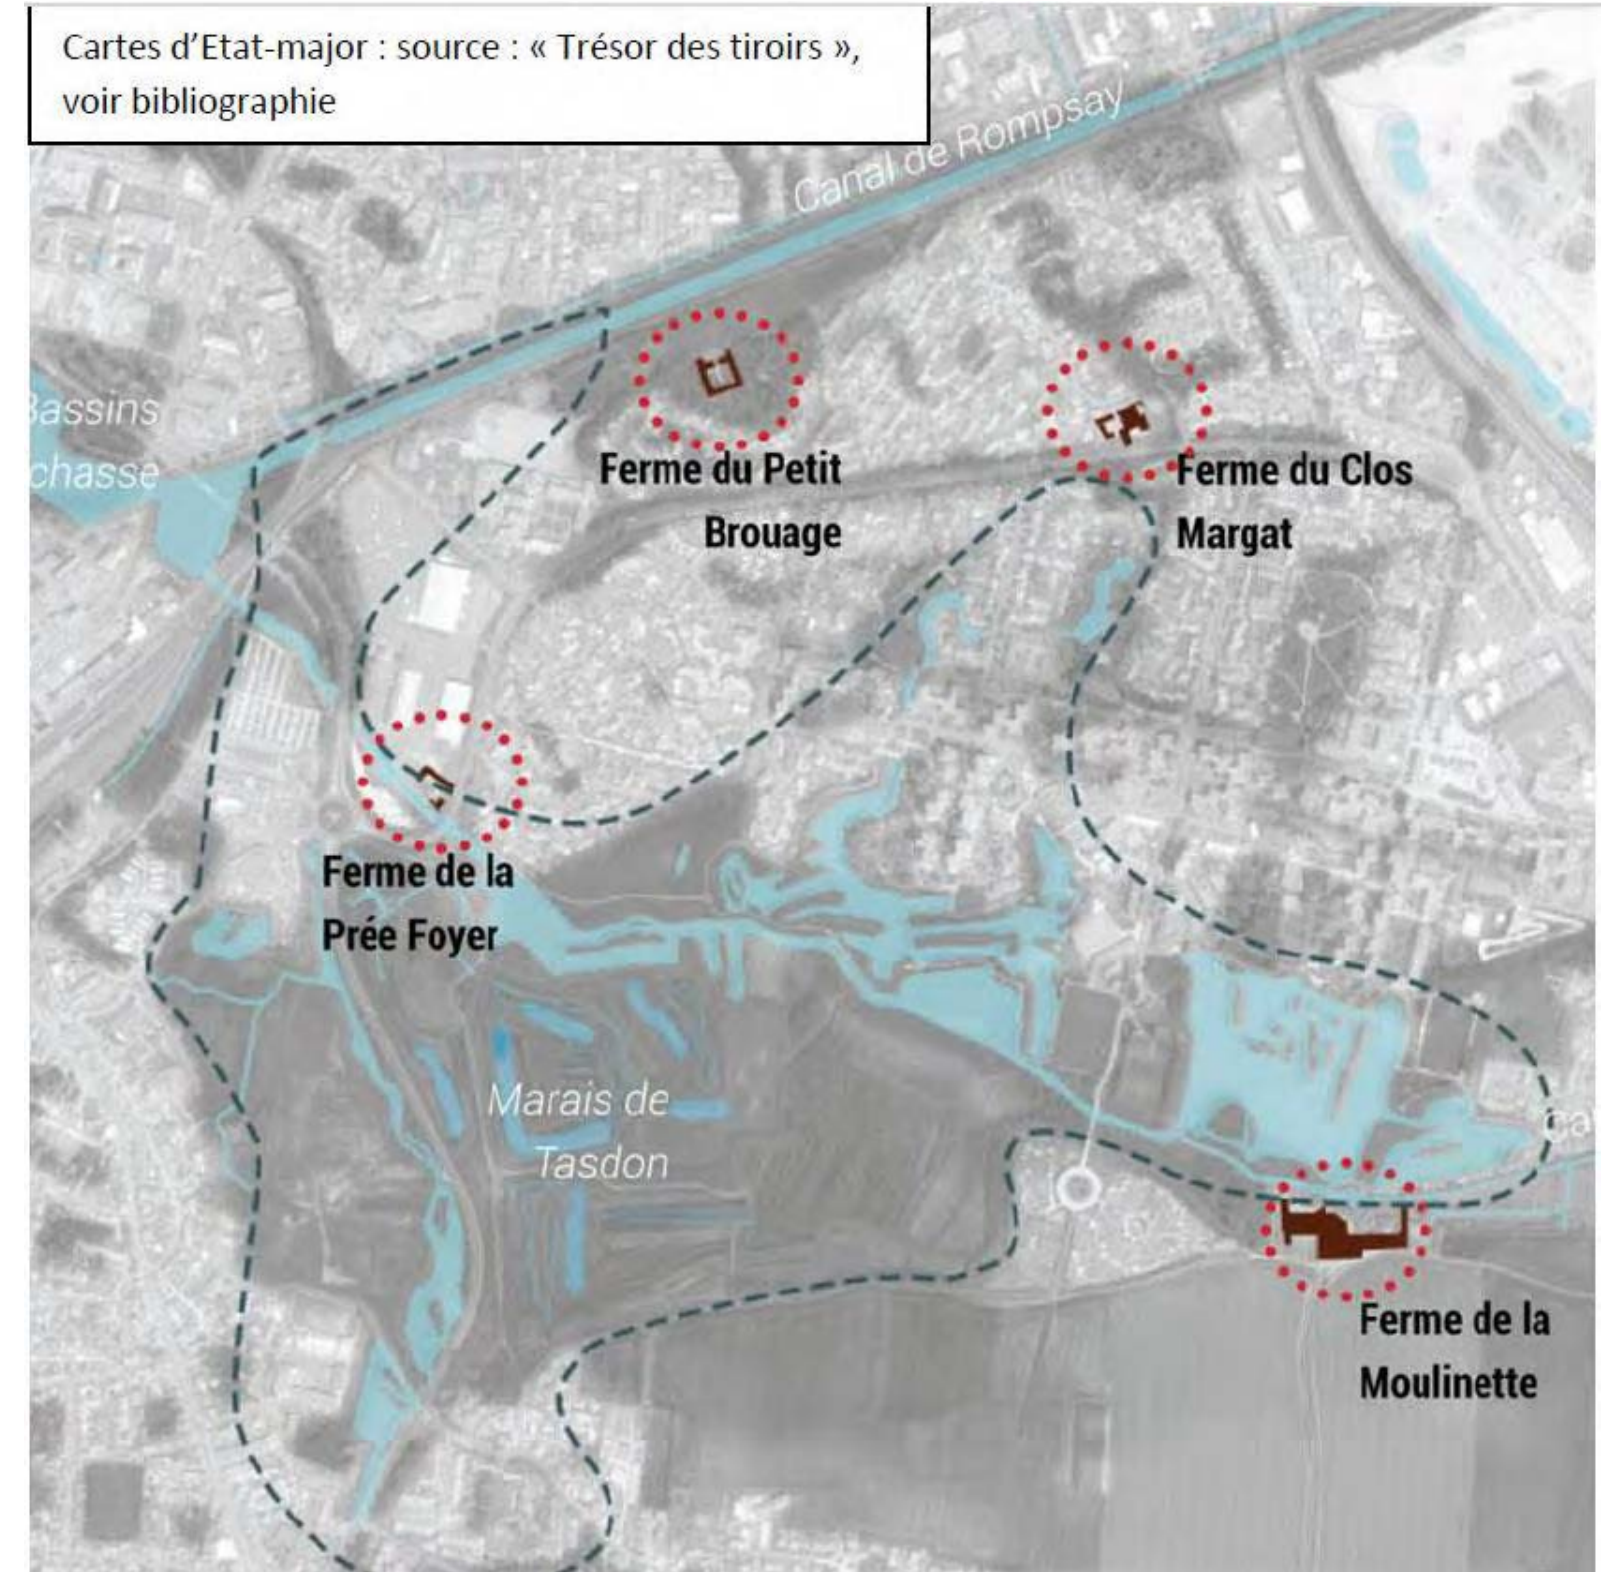 Cartes d’Etat-major : source : « Trésor des tiroirs »,
voir bibliographie
Canal de Rompsay
Bassins
chasse
Ferme du Petit
Brouage
Ferme du Clos
Margat
Ferme de la
Prée Foyer
Marais de
Tasdon
Ferme de la
Moulinette